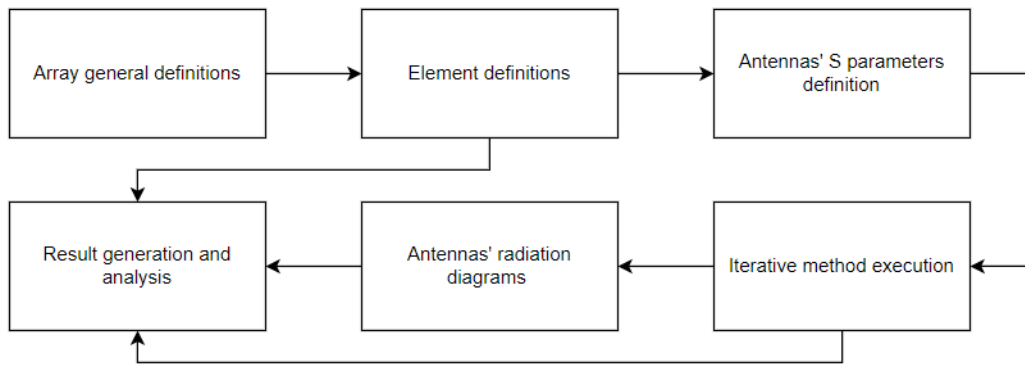 Array general definitions
Element definitions
Antennas' S parameters
definition
Result generation and
analysis
Antennas' radiation
diagrams
Iterative method execution